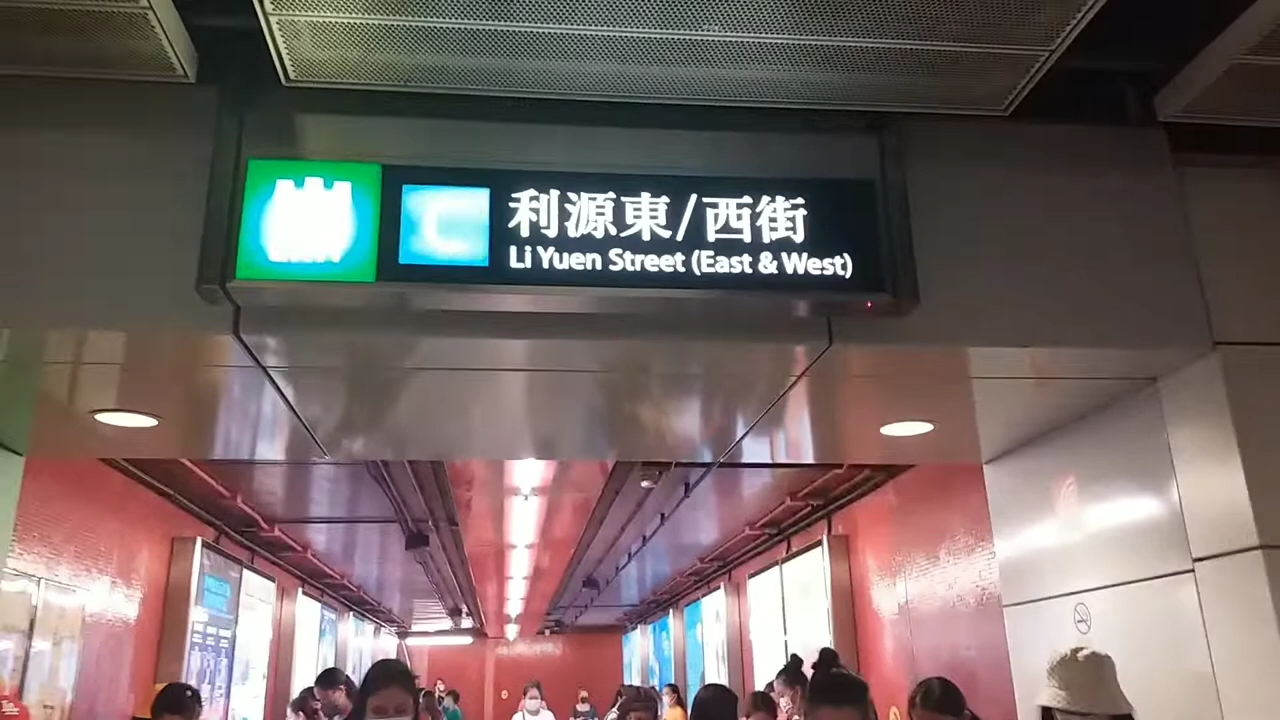 C
利源東/西街
Li Yuen Street (East & West)